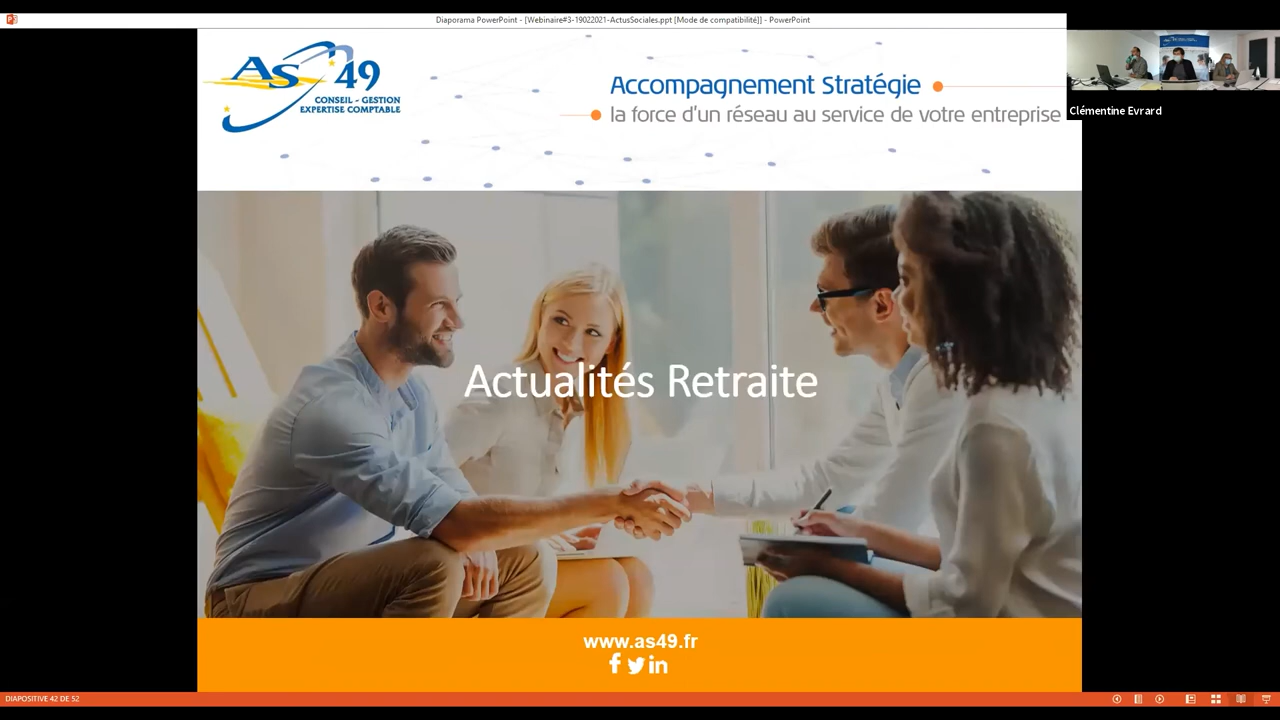 Diaporama PowerPoint - [Webinaire#3-19022021-ActusSociales.ppt [Mode de compatibilité]] - PowerPoint
AS 49
CONSEIL - GESTION
EXPERTISE COMPTABLE
Accompagnement Stratégie
la force d'un réseau au service de votre entreprise
Clémentine Evrard
Actualités Retraite
www.as49.fr
DIAPOSITIVE 42 DE 52